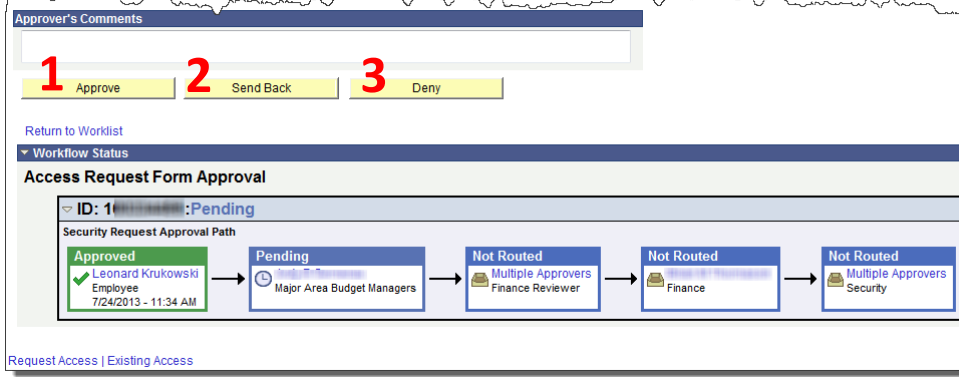 Approver's Comments
1 Approve 2 Send Back 3 Deny
Return to Worklist
Workflow Status
Access Request Form Approval
ID: 1 :Pending
Security Request Approval Path
Approved
Leonard Krukowski
Employee
7/24/2013 - 11:34 AM
Pending
Major Area Budget Managers
Not Routed
Multiple Approvers
Finance Reviewer
Not Routed
Finance
Not Routed
Multiple Approvers
Security
Request Access | Existing Access